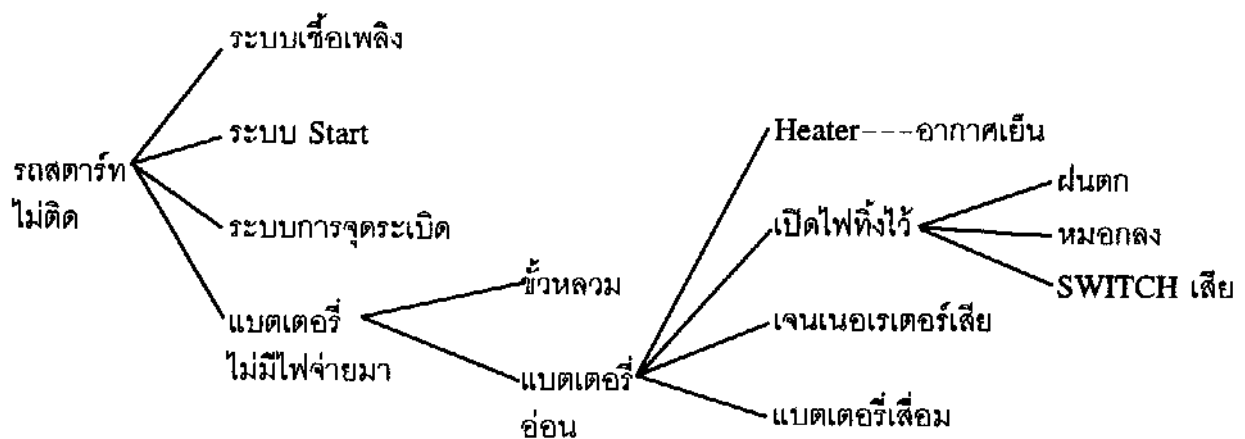 ระบบเชื้อเพลิง
ระบบ Start
รถสตาร์ท
ไม่ติด
ระบบการจุดระเบิด
แบตเตอรี่
ไม่มีไฟจ่ายมา
ขั้วหลวม
แบตเตอรี่
อ่อน
Heater---อากาศเย็น
เปิดไฟทิ้งไว้
ฝนตก
หมอกลง
SWITCH เสีย
เจนเนอเรเตอร์เสีย
แบตเตอรี่เสื่อม